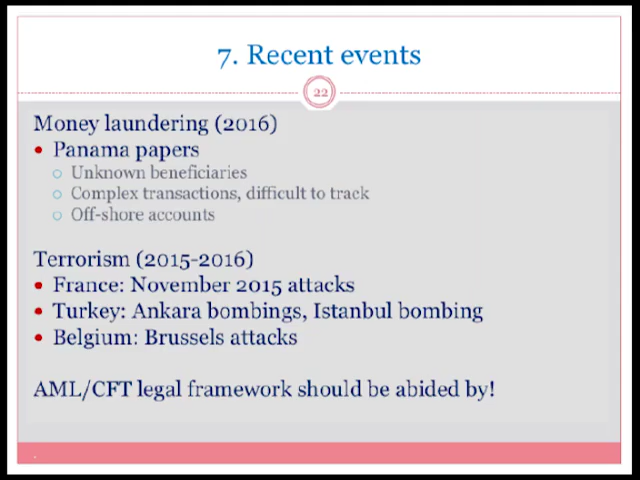 7. Recent events
22
Money laundering (2016)
• Panama papers
○ Unknown beneficiaries
○ Complex transactions, difficult to track
○ Off-shore accounts
Terrorism (2015-2016)
• France: November 2015 attacks
• Turkey: Ankara bombings, Istanbul bombing
• Belgium: Brussels attacks
AML/CFT legal framework should be abided by!
.